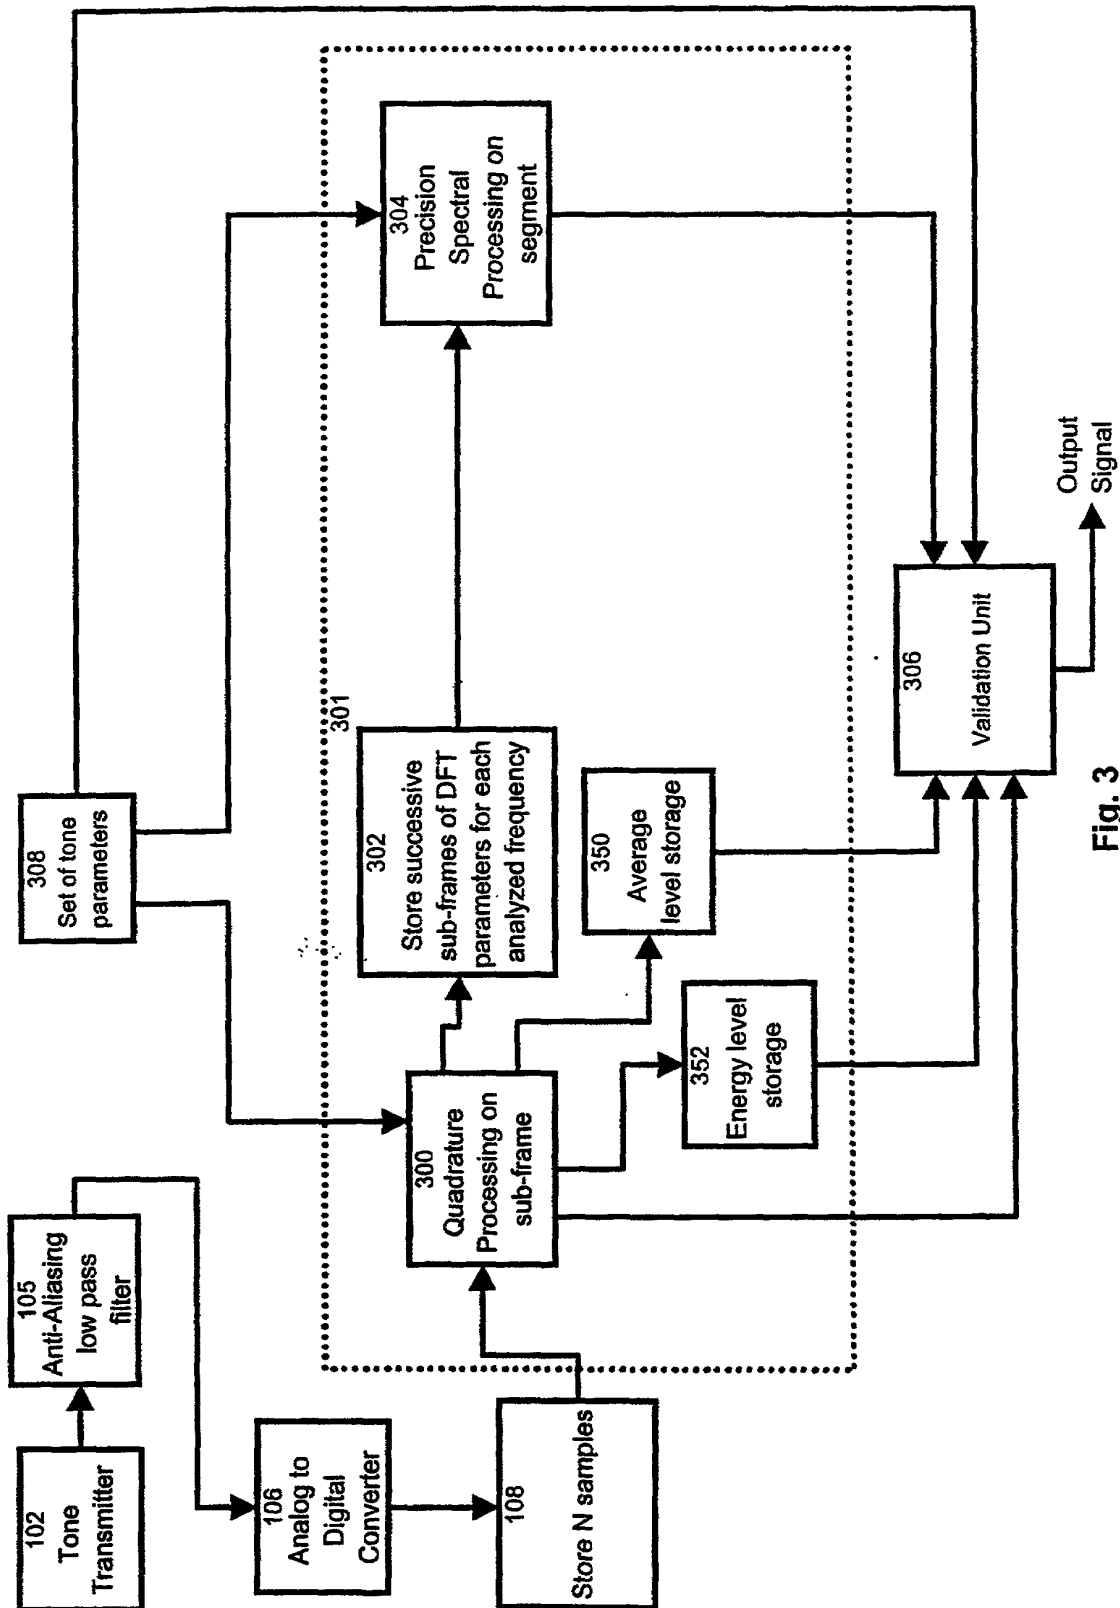 102
Tone
Transmitter
105
Anti-Aliasing
low pass
filter
106
Analog to
Digital
Converter
108
Store N samples
308
Set of tone
parameters
301
300
Quadrature
Processing on
sub-frame
302
Store successive
sub-frames of DFT
parameters for each
analyzed frequency
304
Precision
Spectral
Processing on
segment
350
Average
level storage
352
Energy level
storage
306
Validation Unit
Output
Signal
Fig. 3